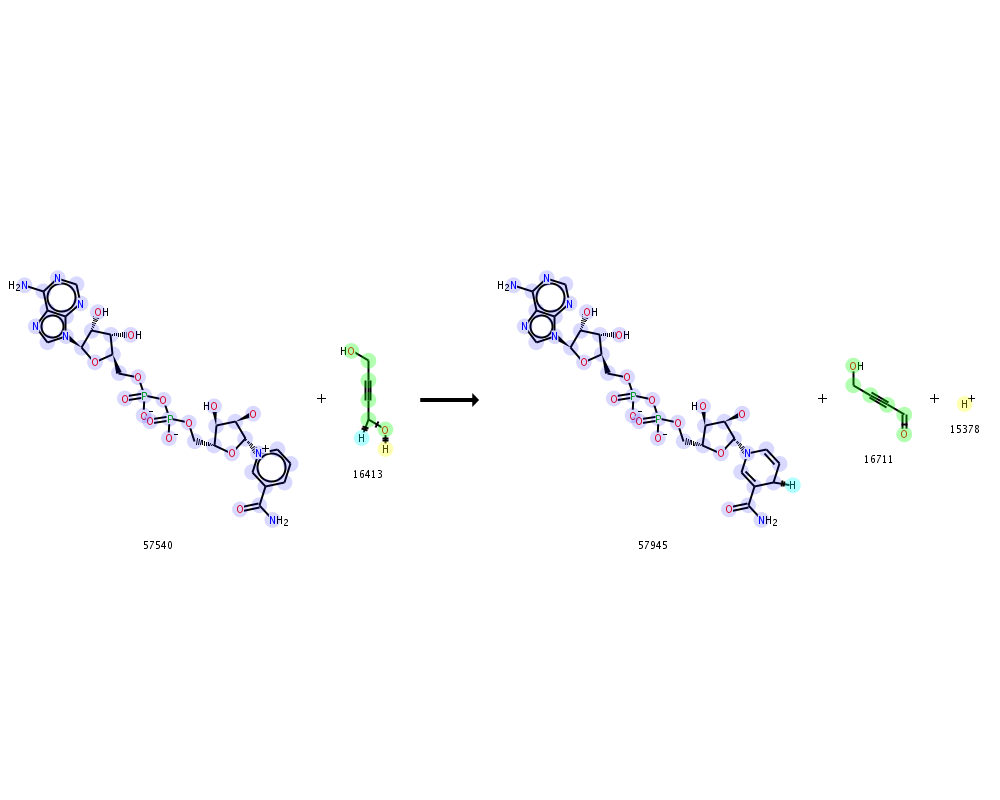 H₂N N N N N OH OH O O P O O⁻ O P O O⁻ O HO O O N⁺ O NH₂
57540
+
HO H O H
16413
H₂N N N N N OH OH O O P O O⁻ O P O O⁻ O HO O O N H O NH₂
57945
+
OH O
16711
+
H⁺
15378